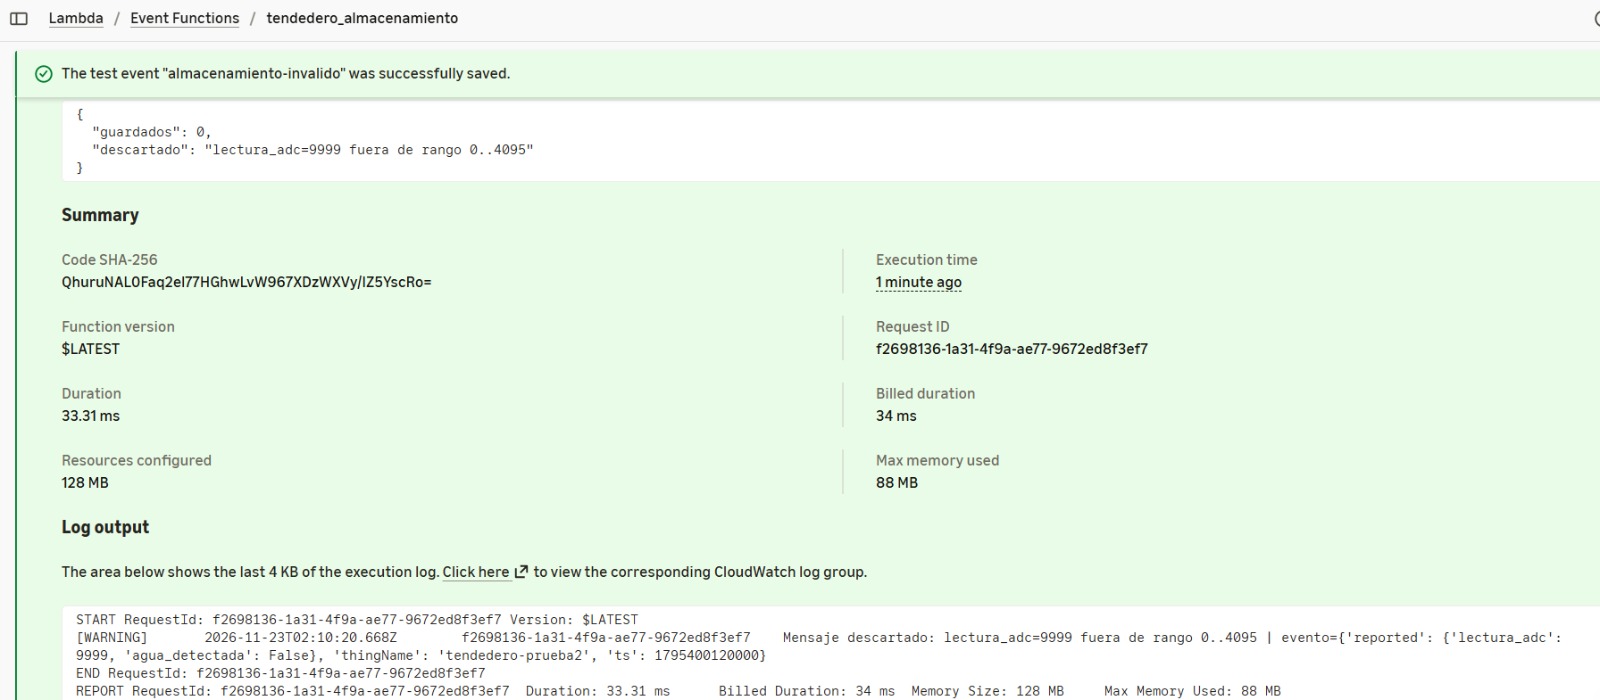 Lambda / Event Functions / tendedero_almacenamiento
The test event "almacenamiento-invalido" was successfully saved.
{
  "guardados": 0,
  "descartado": "lectura_adc=9999 fuera de rango 0..4095"
}
Summary
Code SHA-256
QhuruNAL0Faq2eI77HGhwLvW967XDzWXVy/IZ5YscRo=
Execution time
1 minute ago
Function version
$LATEST
Request ID
f2698136-1a31-4f9a-ae77-9672ed8f3ef7
Duration
33.31 ms
Billed duration
34 ms
Resources configured
128 MB
Max memory used
88 MB
Log output
The area below shows the last 4 KB of the execution log. Click here to view the corresponding CloudWatch log group.
START RequestId: f2698136-1a31-4f9a-ae77-9672ed8f3ef7 Version: $LATEST
[WARNING] 2026-11-23T02:10:20.668Z f2698136-1a31-4f9a-ae77-9672ed8f3ef7 Mensaje descartado: lectura_adc=9999 fuera de rango 0..4095 | evento={'reported': {'lectura_adc':
9999, 'agua_detectada': False}, 'thingName': 'tendedero-prueba2', 'ts': 1795400120000}
END RequestId: f2698136-1a31-4f9a-ae77-9672ed8f3ef7
REPORT RequestId: f2698136-1a31-4f9a-ae77-9672ed8f3ef7 Duration: 33.31 ms Billed Duration: 34 ms Memory Size: 128 MB Max Memory Used: 88 MB